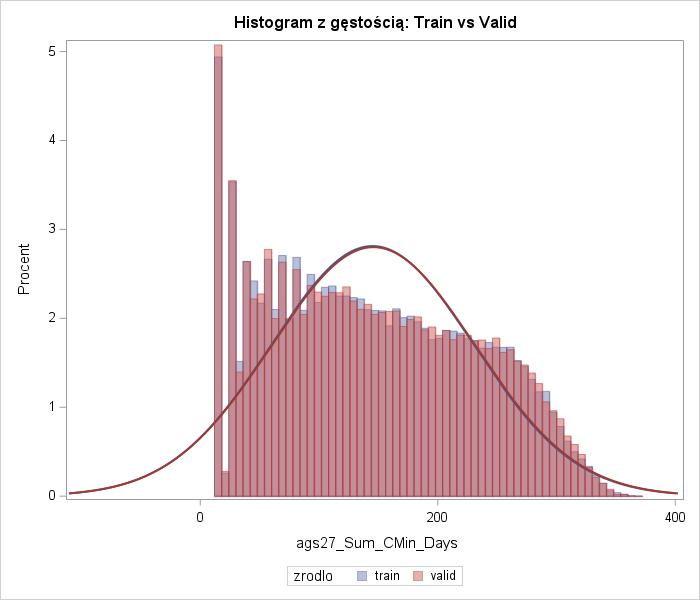 Histogram z gęstością: Train vs Valid
5
4
3
2
1
0
Procent
0 200 400
ags27_Sum_CMin_Days
zrodlo train valid